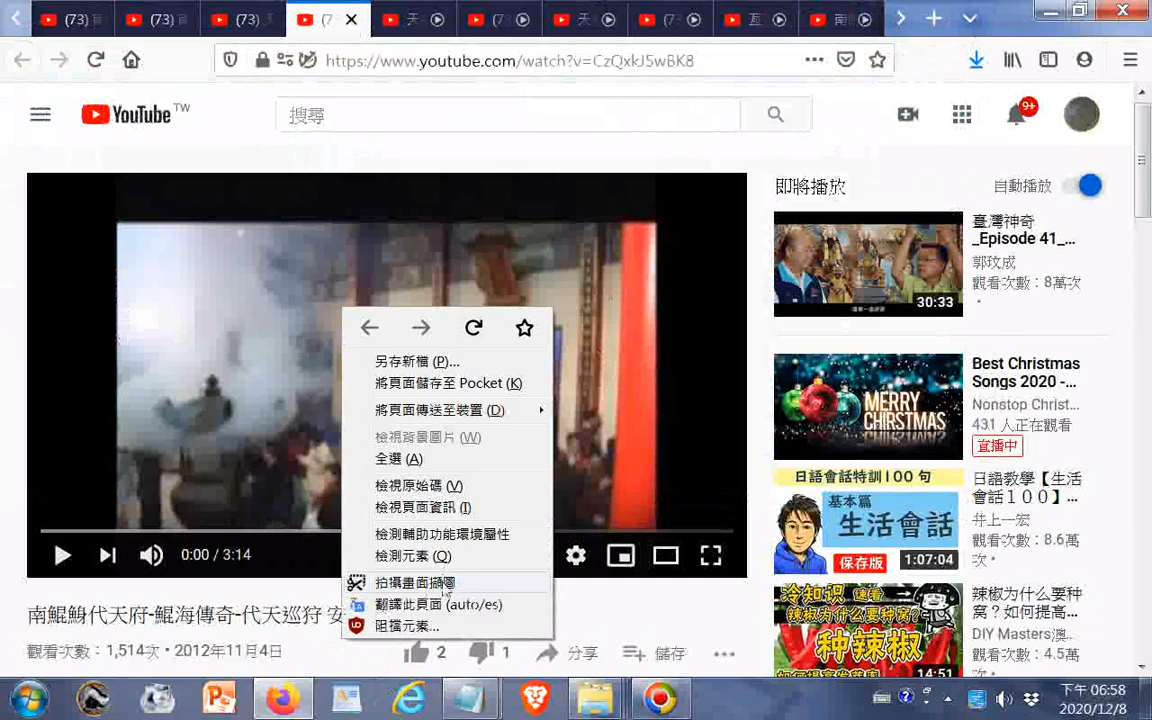 (73)
(73)
(73)
(7
天
(7
天
(7
瓦
南
https://www.youtube.com/watch?v=CzQxkJ5wBK8
9+
YouTube TW
搜尋
即將播放
自動播放
臺灣神奇
_Episode 41_...
郭玟成
觀看次數：8萬次
30:33
Best Christmas
Songs 2020 -...
Nonstop Christ...
431 人正在觀看
直播中
MERRY
CHRISTMAS
日語會話特訓100句
基本篇
生活會話
保存版
1:07:04
日語教學【生活
會話１００】...
井上一宏
觀看次數：8.6萬
次
冷知识 速看
辣椒为什么要种窝
种辣椒
14:51
辣椒为什么要种
窝？如何提高...
DIY Masters澳...
觀看次數：4.5萬
次
另存新檔 (P)...
將頁面儲存至 Pocket (K)
將頁面傳送至裝置 (D)
檢視背景圖片 (W)
全選 (A)
檢視原始碼 (V)
檢視頁面資訊 (I)
檢測輔助功能環境屬性
檢測元素 (Q)
拍攝畫面擷圖
翻譯此頁面 (auto/es)
阻擋元素...
0:00 / 3:14
南鯤鯓代天府-鯤海傳奇-代天巡狩 安
觀看次數：1,514次 • 2012年11月4日
2
1
分享
儲存
下午 06:58
2020/12/8